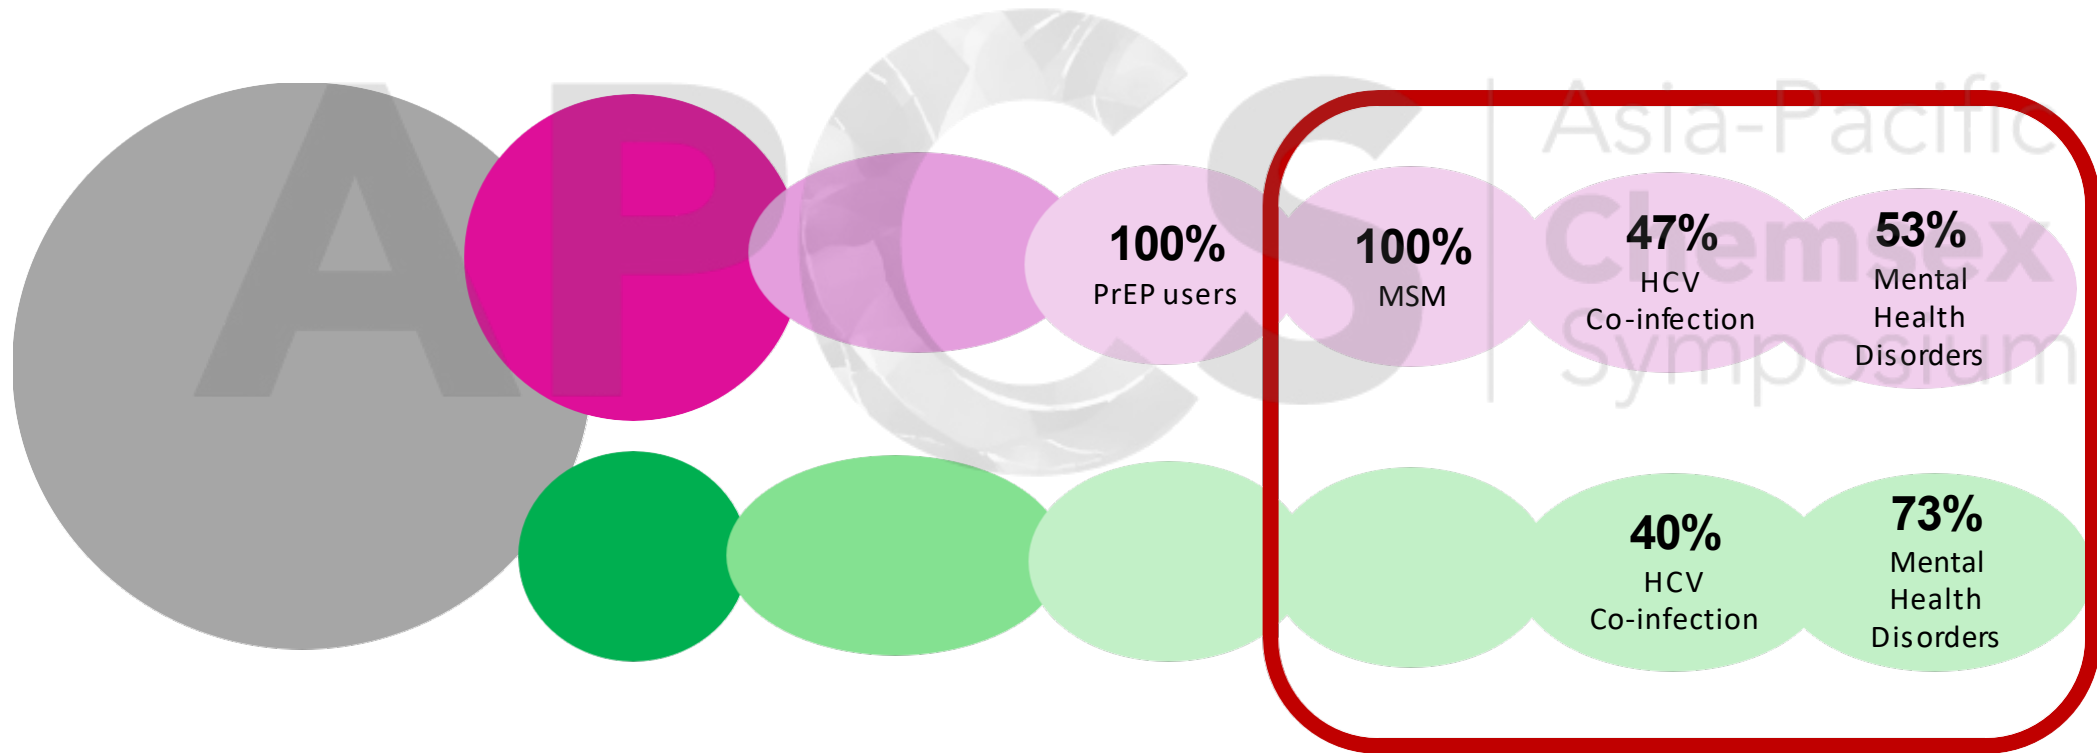 APCS
Asia-Pacific
Chemsex
Symposium
100%
PrEP users
100%
MSM
47%
HCV
Co-infection
53%
Mental
Health
Disorders
40%
HCV
Co-infection
73%
Mental
Health
Disorders